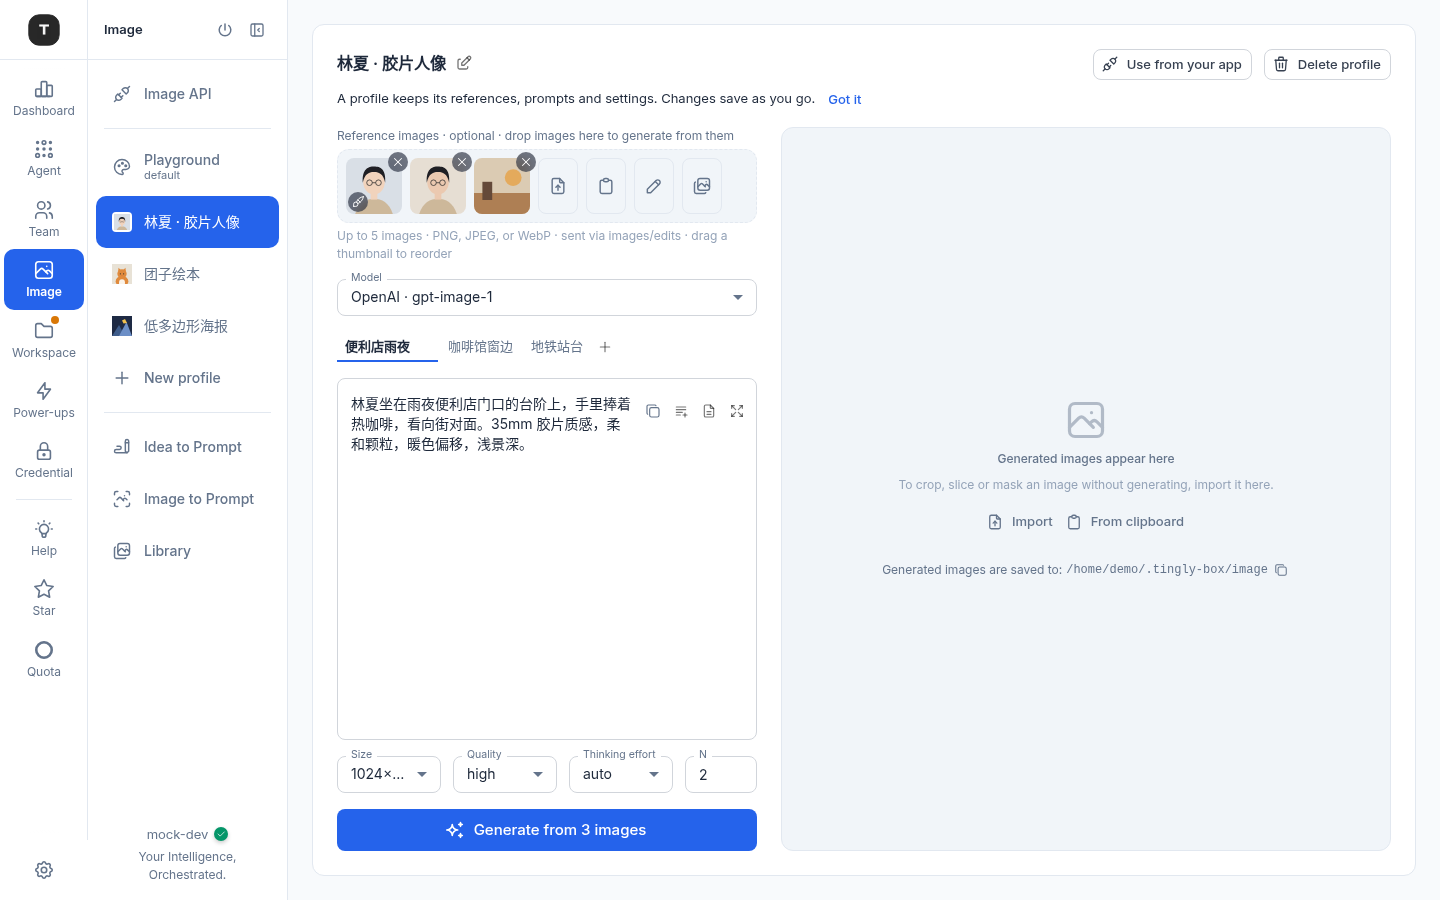 T
Image
Dashboard
Agent
Team
Image
Workspace
Power-ups
Credential
Help
Star
Quota
Image API
Playground
default
林夏 · 胶片人像
团子绘本
低多边形海报
New profile
Idea to Prompt
Image to Prompt
Library
mock-dev
Your Intelligence,
Orchestrated.
林夏 · 胶片人像
Use from your app
Delete profile
A profile keeps its references, prompts and settings. Changes save as you go. Got it
Reference images · optional · drop images here to generate from them
Up to 5 images · PNG, JPEG, or WebP · sent via images/edits · drag a
thumbnail to reorder
Model
OpenAI · gpt-image-1
便利店雨夜
咖啡馆窗边
地铁站台
林夏坐在雨夜便利店门口的台阶上，手里捧着
热咖啡，看向街对面。35mm 胶片质感，柔
和颗粒，暖色偏移，浅景深。
Size
1024×...
Quality
high
Thinking effort
auto
N
2
Generate from 3 images
Generated images appear here
To crop, slice or mask an image without generating, import it here.
Import
From clipboard
Generated images are saved to: /home/demo/.tingly-box/image